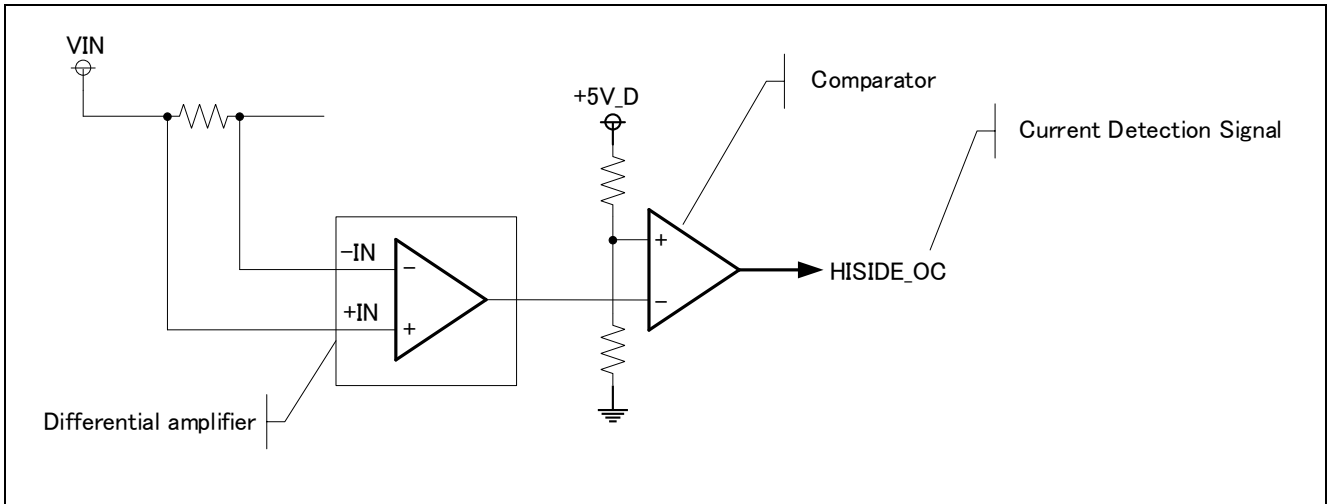 VIN
Comparator
+5V_D
Current Detection Signal
−IN
+
−
HISIDE_OC
+IN
−
+
Differential amplifier